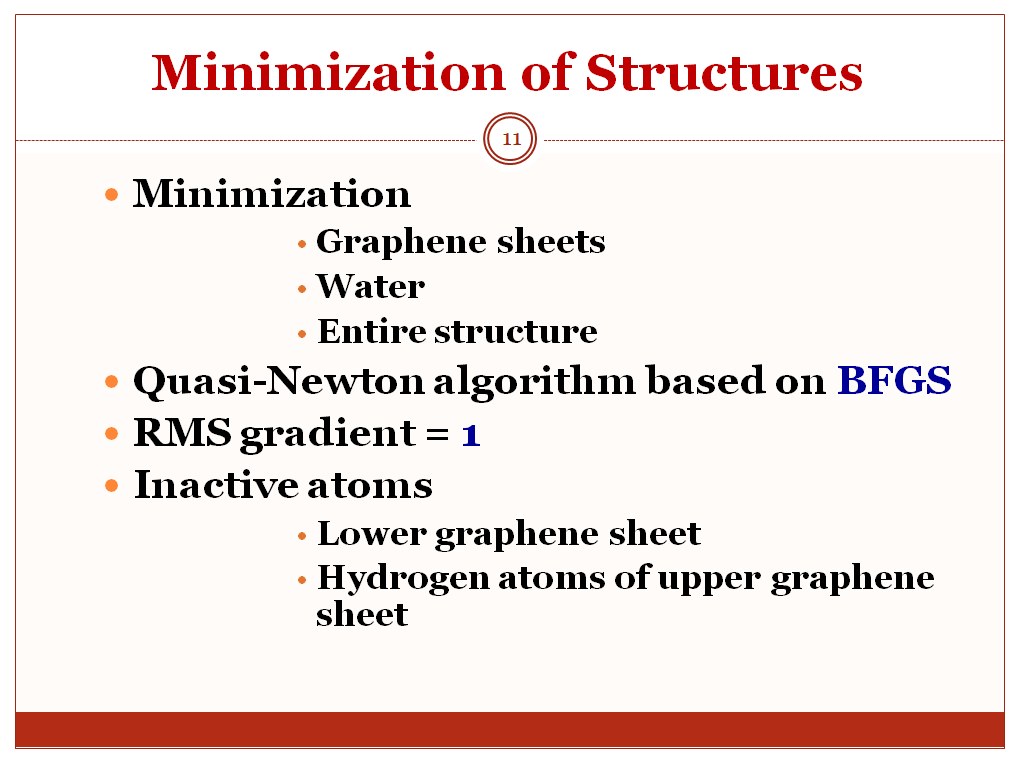 Minimization of Structures
11
• Minimization
• Graphene sheets
• Water
• Entire structure
• Quasi-Newton algorithm based on BFGS
• RMS gradient = 1
• Inactive atoms
• Lower graphene sheet
• Hydrogen atoms of upper graphene
sheet